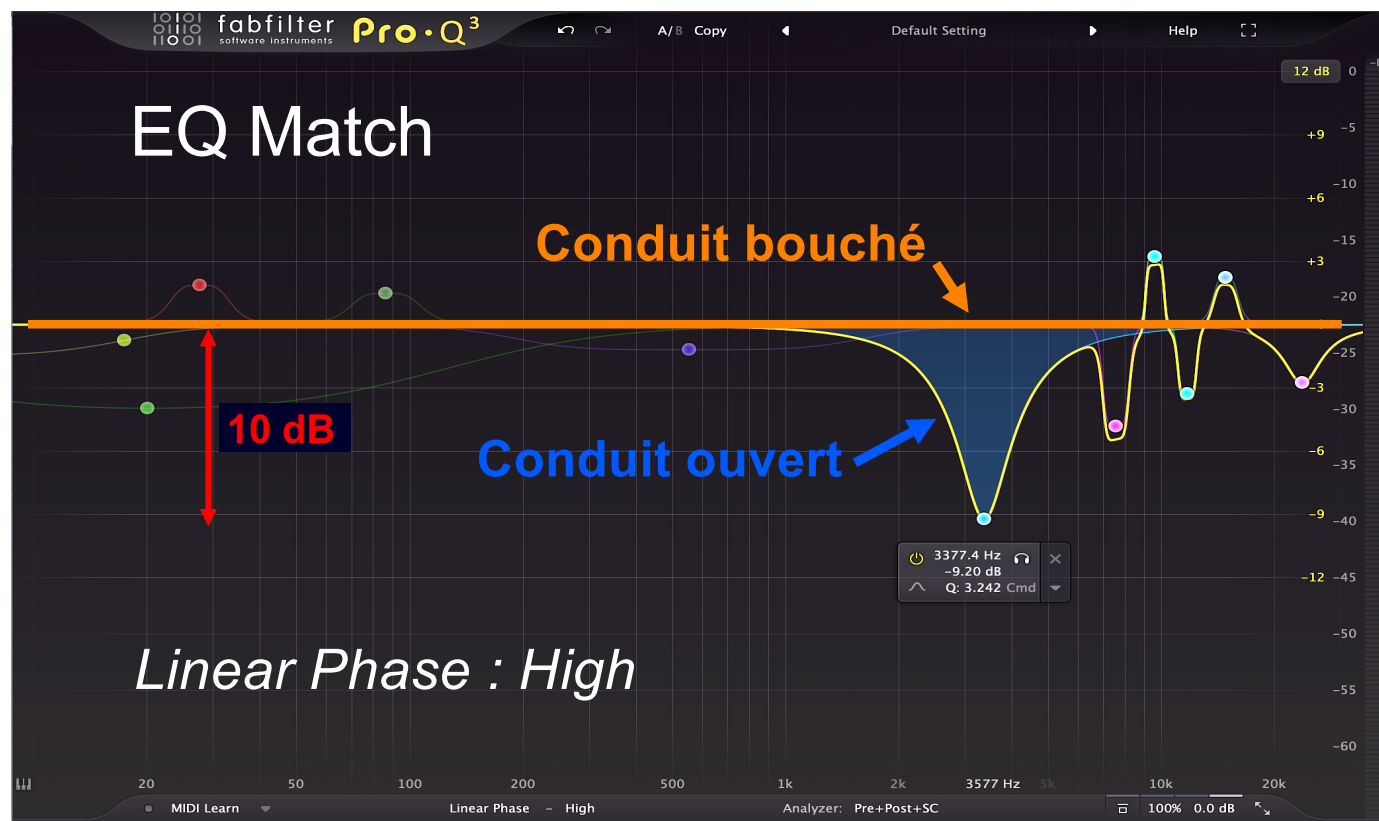 fabfilter
software instruments
Pro·Q³
A/B Copy
Default Setting
Help
12 dB
0
EQ Match
+9
-5
-10
+6
Conduit bouché
-15
+3
-20
-25
10 dB
-3
-30
Conduit ouvert
-6
-35
-9
-40
3377.4 Hz
-9.20 dB
Q: 3.242 Cmd
-12
-45
-50
Linear Phase : High
-55
-60
20 50 100 200 500 1k 2k 3577 Hz 5k 10k 20k
MIDI Learn
Linear Phase - High
Analyzer: Pre+Post+SC
100% 0.0 dB